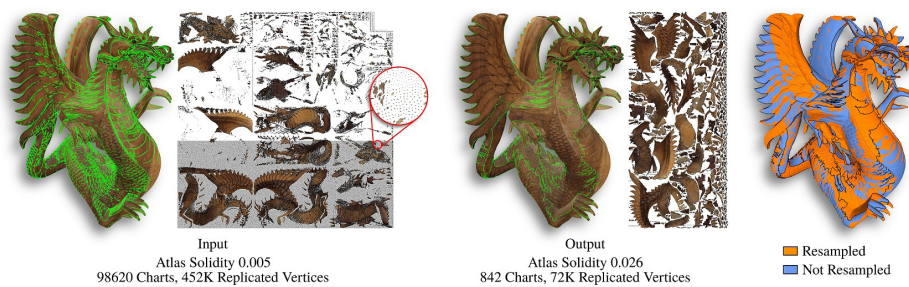 Input
Atlas Solidity 0.005
98620 Charts, 452K Replicated Vertices
Output
Atlas Solidity 0.026
842 Charts, 72K Replicated Vertices
Resampled
Not Resampled